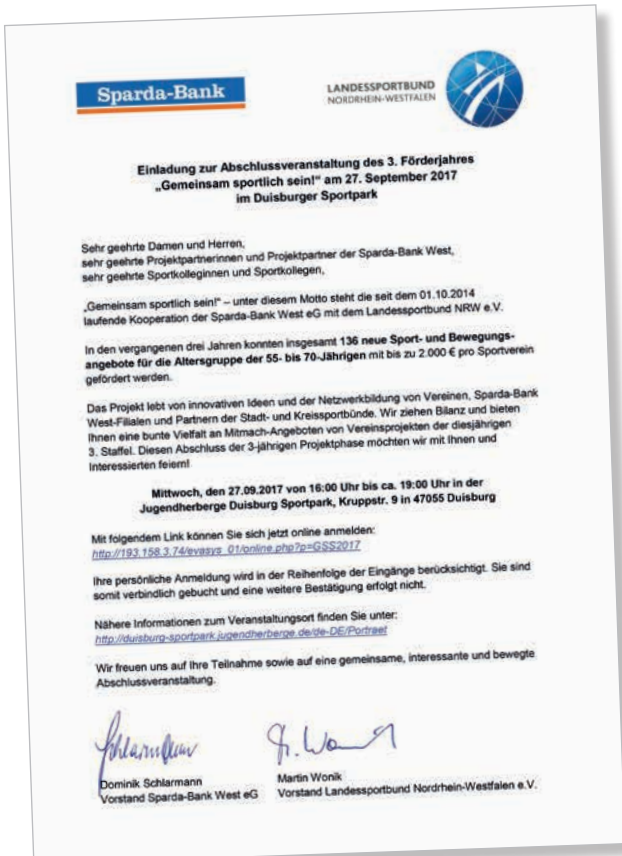 Sparda-Bank
LANDESSPORTBUND
NORDRHEIN-WESTFALEN
Einladung zur Abschlussveranstaltung des 3. Förderjahres
„Gemeinsam sportlich sein!" am 27. September 2017
im Duisburger Sportpark
Sehr geehrte Damen und Herren,
sehr geehrte Projektpartnerinnen und Projektpartner der Sparda-Bank West,
sehr geehrte Sportkolleginnen und Sportkollegen,
„Gemeinsam sportlich sein!" – unter diesem Motto steht die seit dem 01.10.2014
laufende Kooperation der Sparda-Bank West eG mit dem Landessportbund NRW e.V.
In den vergangenen drei Jahren konnten insgesamt 136 neue Sport- und Bewegungs-
angebote für die Altersgruppe der 55- bis 70-Jährigen mit bis zu 2.000 € pro Sportverein
gefördert werden.
Das Projekt lebt von innovativen Ideen und der Netzwerkbildung von Vereinen, Sparda-Bank
West-Filialen und Partnern der Stadt- und Kreissportbünde. Wir ziehen Bilanz und bieten
Ihnen eine bunte Vielfalt an Mitmach-Angeboten von Vereinsprojekten der diesjährigen
3. Staffel. Diesen Abschluss der 3-jährigen Projektphase möchten wir mit Ihnen und
Interessierten feiern!
Mittwoch, den 27.09.2017 von 16:00 Uhr bis ca. 19:00 Uhr in der
Jugendherberge Duisburg Sportpark, Kruppstr. 9 in 47055 Duisburg
Mit folgendem Link können Sie sich jetzt online anmelden:
http://193.158.3.74/evasys_01/online.php?p=GSS2017
Ihre persönliche Anmeldung wird in der Reihenfolge der Eingänge berücksichtigt. Sie sind
somit verbindlich gebucht und eine weitere Bestätigung erfolgt nicht.
Nähere Informationen zum Veranstaltungsort finden Sie unter:
http://duisburg-sportpark.jugendherberge.de/de-DE/Portraet
Wir freuen uns auf Ihre Teilnahme sowie auf eine gemeinsame, interessante und bewegte
Abschlussveranstaltung.
Dominik Schlarmann
Vorstand Sparda-Bank West eG
Martin Wonik
Vorstand Landessportbund Nordrhein-Westfalen e.V.